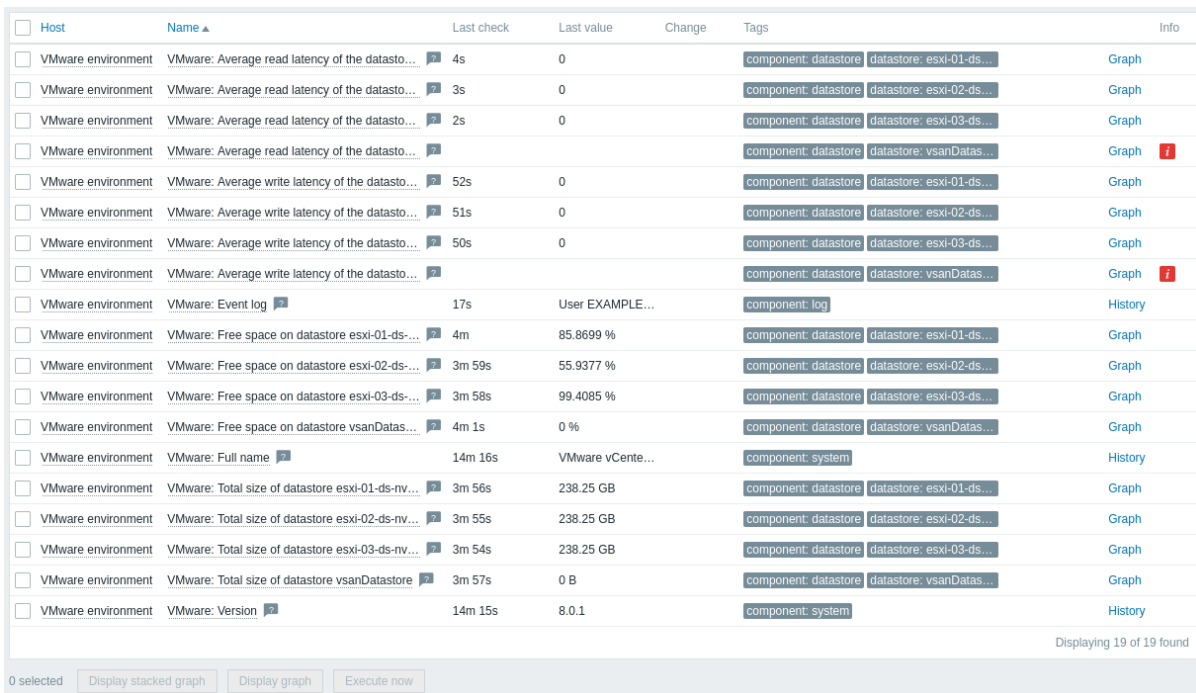 Host Name Last check Last value Change Tags Info
VMware environment VMware: Average read latency of the datasto... ? 4s 0 component: datastore datastore: esxi-01-ds... Graph
VMware environment VMware: Average read latency of the datasto... ? 3s 0 component: datastore datastore: esxi-02-ds... Graph
VMware environment VMware: Average read latency of the datasto... ? 2s 0 component: datastore datastore: esxi-03-ds... Graph
VMware environment VMware: Average read latency of the datasto... ? component: datastore datastore: vsanDatas... Graph i
VMware environment VMware: Average write latency of the datasto... ? 52s 0 component: datastore datastore: esxi-01-ds... Graph
VMware environment VMware: Average write latency of the datasto... ? 51s 0 component: datastore datastore: esxi-02-ds... Graph
VMware environment VMware: Average write latency of the datasto... ? 50s 0 component: datastore datastore: esxi-03-ds... Graph
VMware environment VMware: Average write latency of the datasto... ? component: datastore datastore: vsanDatas... Graph i
VMware environment VMware: Event log ? 17s User EXAMPLE... component: log History
VMware environment VMware: Free space on datastore esxi-01-ds-... ? 4m 85.8699 % component: datastore datastore: esxi-01-ds... Graph
VMware environment VMware: Free space on datastore esxi-02-ds-... ? 3m 59s 55.9377 % component: datastore datastore: esxi-02-ds... Graph
VMware environment VMware: Free space on datastore esxi-03-ds-... ? 3m 58s 99.4085 % component: datastore datastore: esxi-03-ds... Graph
VMware environment VMware: Free space on datastore vsanDatas... ? 4m 1s 0 % component: datastore datastore: vsanDatas... Graph
VMware environment VMware: Full name ? 14m 16s VMware vCente... component: system History
VMware environment VMware: Total size of datastore esxi-01-ds-nv... ? 3m 56s 238.25 GB component: datastore datastore: esxi-01-ds... Graph
VMware environment VMware: Total size of datastore esxi-02-ds-nv... ? 3m 55s 238.25 GB component: datastore datastore: esxi-02-ds... Graph
VMware environment VMware: Total size of datastore esxi-03-ds-nv... ? 3m 54s 238.25 GB component: datastore datastore: esxi-03-ds... Graph
VMware environment VMware: Total size of datastore vsanDatastore ? 3m 57s 0 B component: datastore datastore: vsanDatas... Graph
VMware environment VMware: Version ? 14m 15s 8.0.1 component: system History
Displaying 19 of 19 found
0 selected Display stacked graph Display graph Execute now